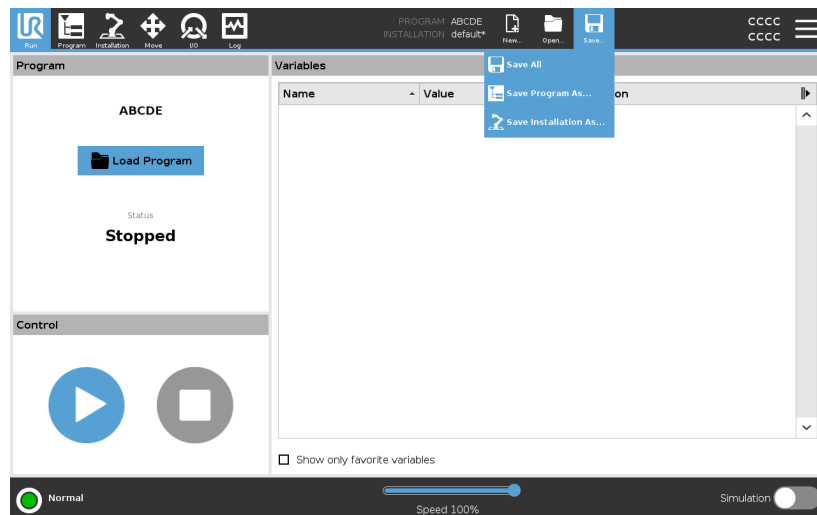 PROGRAM ABCDE
INSTALLATION default*
CCCC
CCCC
Run Program Installation Move I/O Log New... Open... Save...
Program
Variables
Save All
Save Program As...
Save Installation As...
Name Value on
ABCDE
Load Program
Status
Stopped
Control
Show only favorite variables
Normal
Speed 100%
Simulation